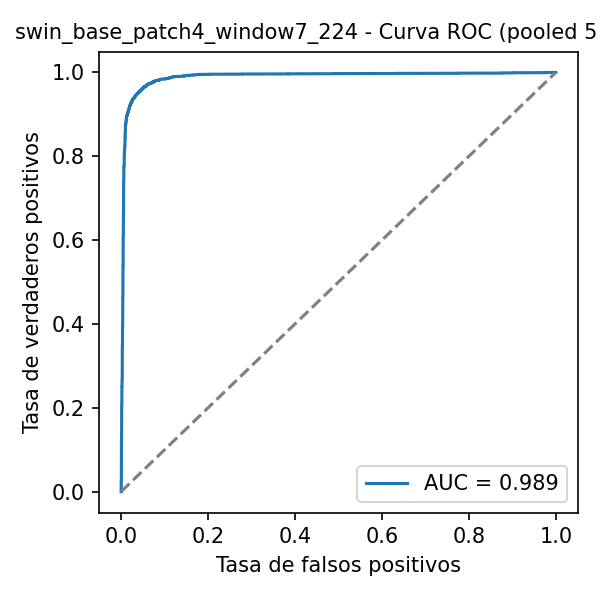 swin_base_patch4_window7_224 - Curva ROC (pooled 5
1.0
0.8
0.6
0.4
0.2
0.0
Tasa de verdaderos positivos
AUC = 0.989
0.0 0.2 0.4 0.6 0.8 1.0
Tasa de falsos positivos